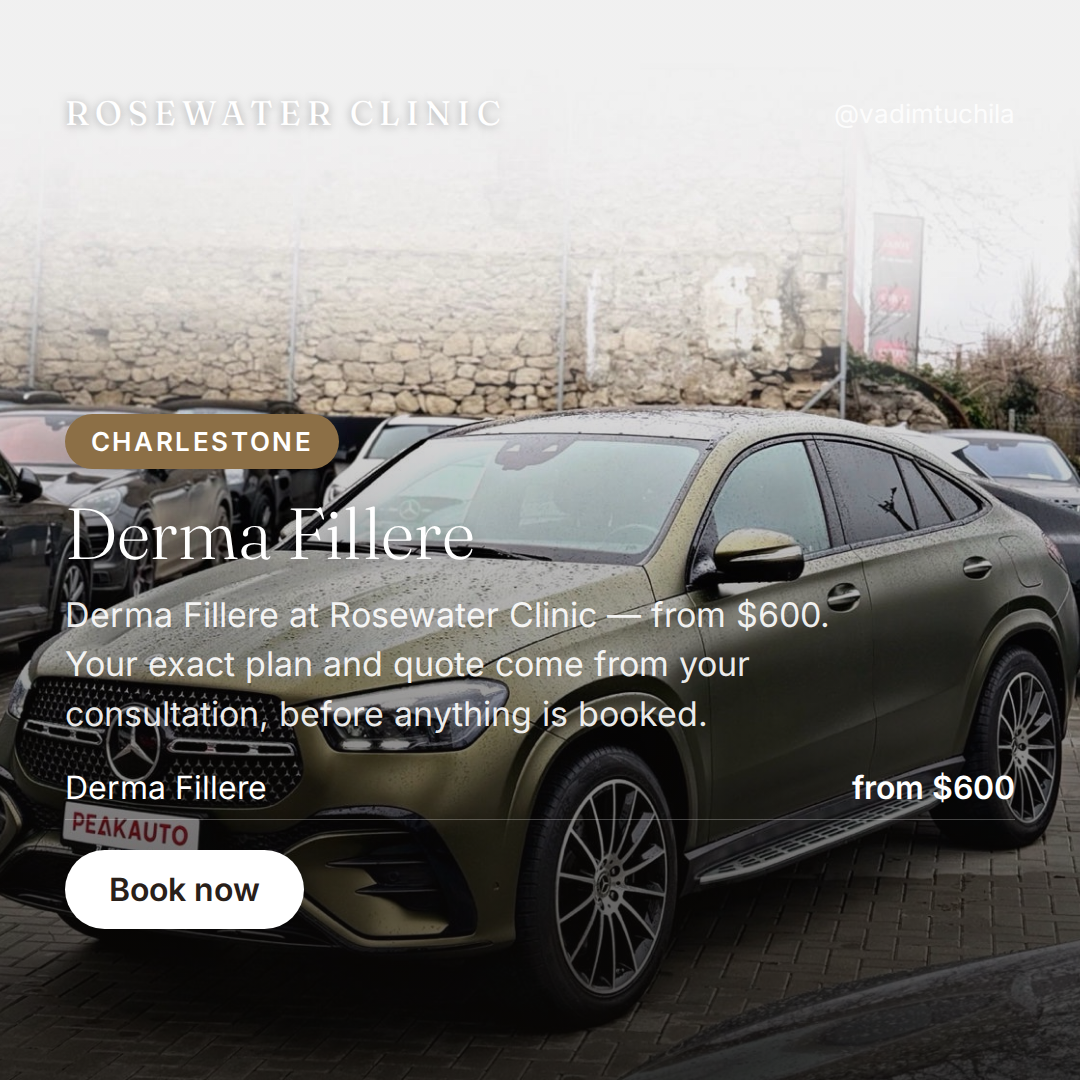 ROSEWATER CLINIC
@vadimtuchila
CHARLESTONE
Derma Fillere
Derma Fillere at Rosewater Clinic — from $600.
Your exact plan and quote come from your
consultation, before anything is booked.
Derma Fillere
from $600
PEAKAUTO
Book now